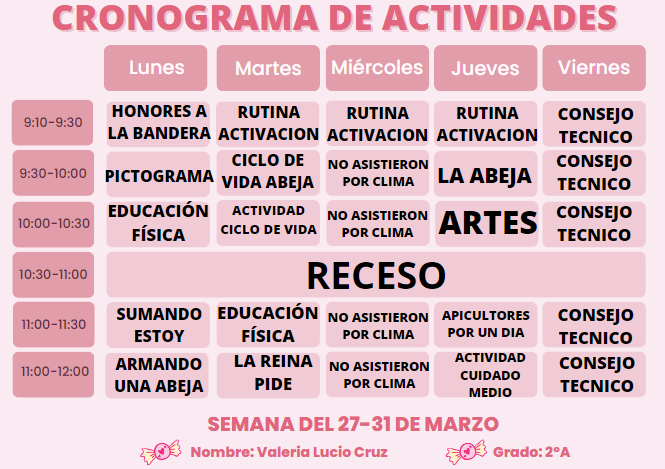 CRONOGRAMA DE ACTIVIDADES
Lunes Martes Miércoles Jueves Viernes
9:10-9:30
HONORES A
LA BANDERA
RUTINA
ACTIVACION
RUTINA
ACTIVACION
RUTINA
ACTIVACION
CONSEJO
TECNICO
9:30-10:00
PICTOGRAMA
CICLO DE
VIDA ABEJA
NO ASISTIERON
POR CLIMA
LA ABEJA
CONSEJO
TECNICO
10:00-10:30
EDUCACIÓN
FÍSICA
ACTIVIDAD
CICLO DE VIDA
NO ASISTIERON
POR CLIMA
ARTES
CONSEJO
TECNICO
10:30-11:00
RECESO
11:00-11:30
SUMANDO
ESTOY
EDUCACIÓN
FÍSICA
NO ASISTIERON
POR CLIMA
APICULTORES
POR UN DIA
CONSEJO
TECNICO
11:00-12:00
ARMANDO
UNA ABEJA
LA REINA
PIDE
NO ASISTIERON
POR CLIMA
ACTIVIDAD
CUIDADO
MEDIO
CONSEJO
TECNICO
SEMANA DEL 27-31 DE MARZO
Nombre: Valeria Lucio Cruz
Grado: 2°A